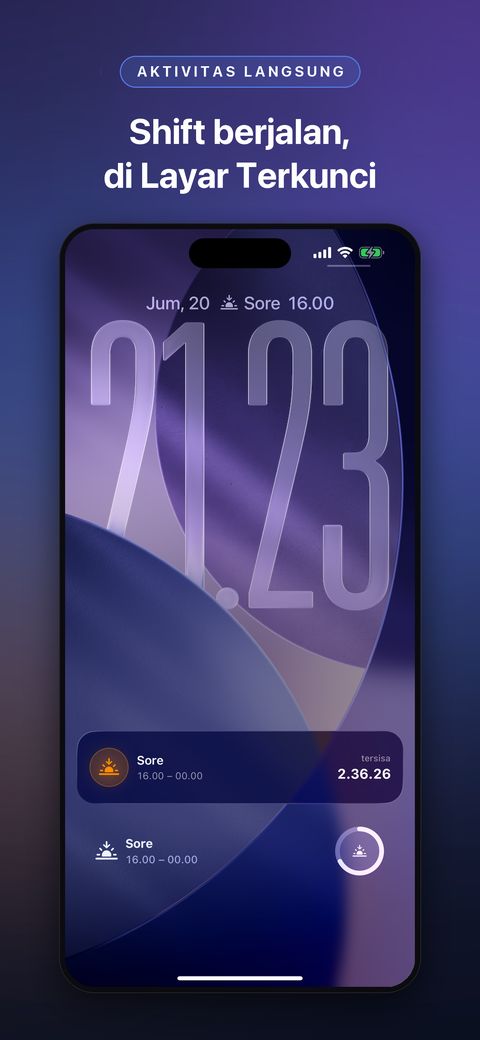 AKTIVITAS LANGSUNG
Shift berjalan,
di Layar Terkunci
Jum, 20 Sore 16.00
21.23
Sore
16.00 – 00.00
tersisa
2.36.26
Sore
16.00 – 00.00